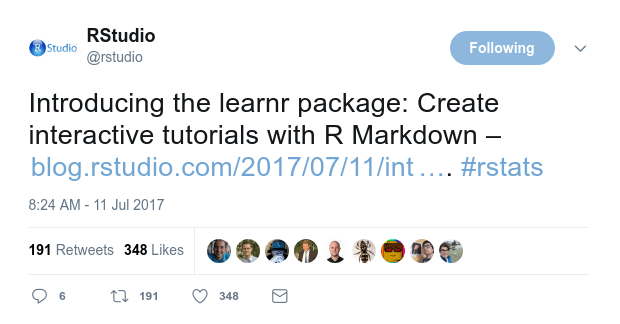 R Studio
RStudio
@rstudio
Following
Introducing the learnr package: Create
interactive tutorials with R Markdown –
blog.rstudio.com/2017/07/11/int…. #rstats
8:24 AM - 11 Jul 2017
191 Retweets 348 Likes
6 191 348